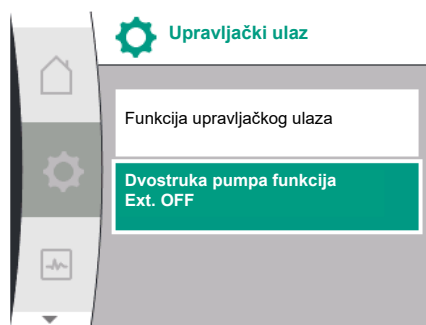 Upravljački ulaz
Funkcija upravljačkog ulaza
Dvostruka pumpa funkcija
Ext. OFF